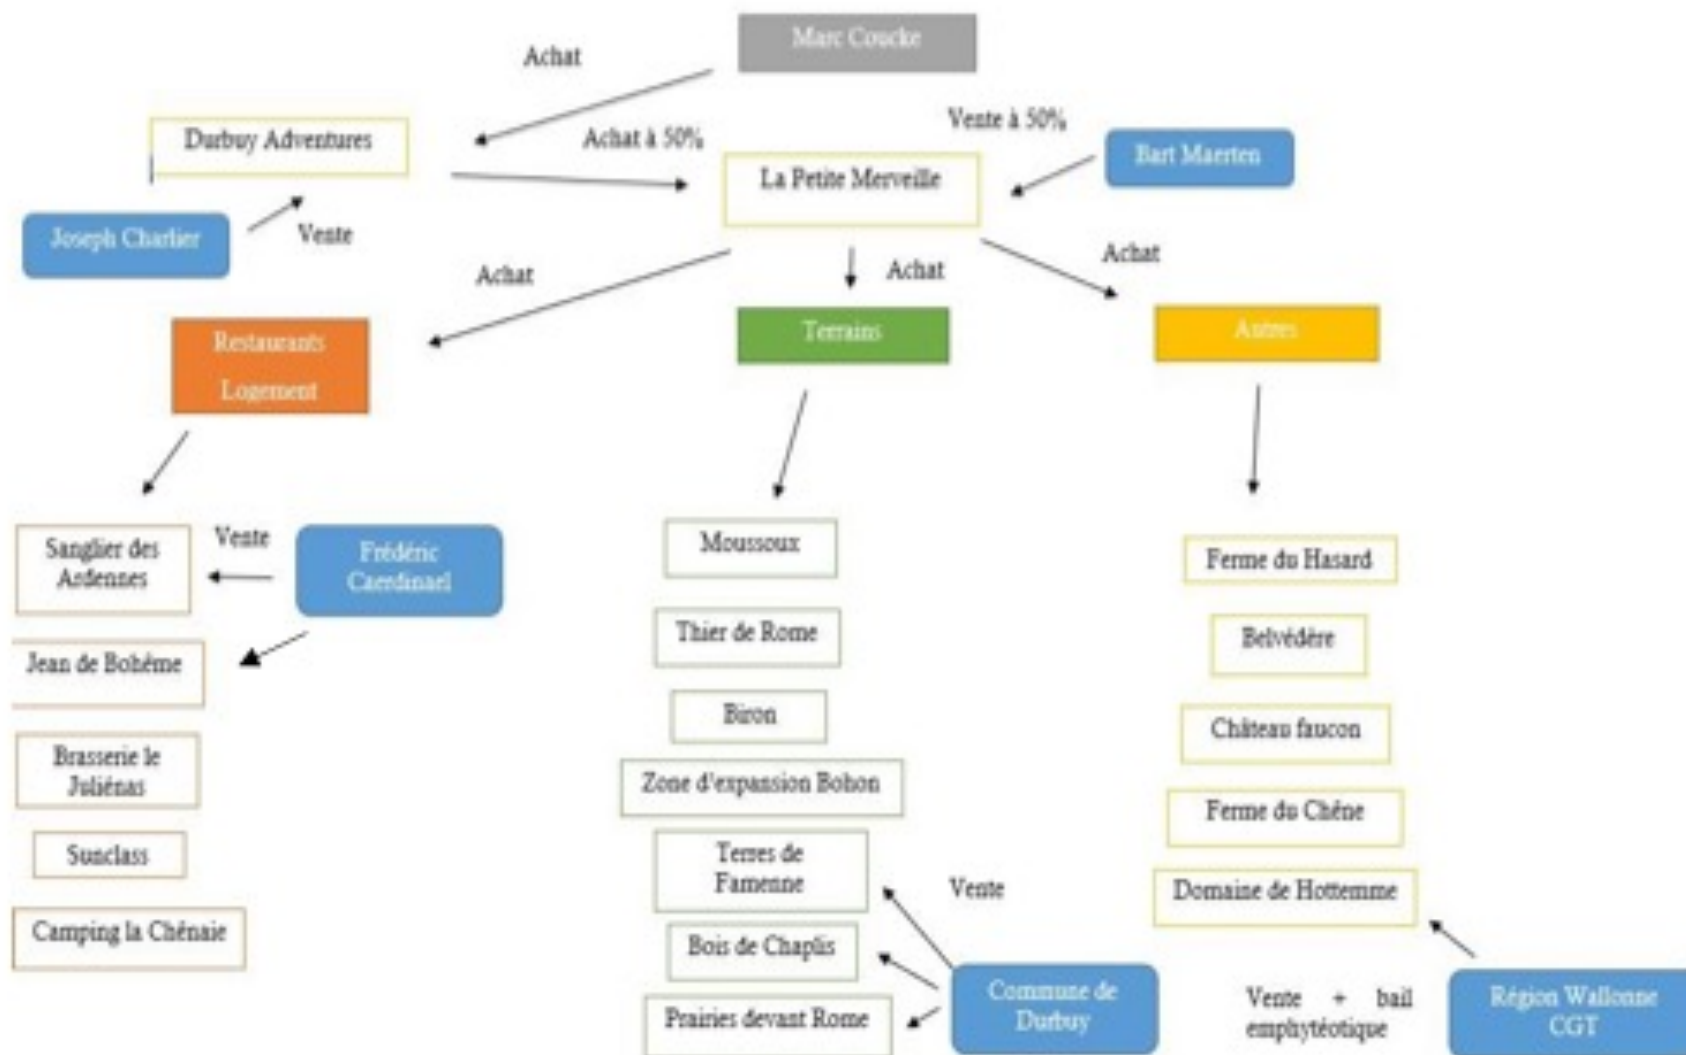 Marc Coucke
Achat
Durbuy Adventures
Achat à 50%
Vente à 50%
Bart Maerten
La Petite Merveille
Joseph Charlier
Vente
Achat
Achat
Achat
Restaurants
Logement
Terrains
Autres
Sanglier des
Ardennes
Vente
Frédéric
Caerdinael
Jean de Bohême
Brasserie le
Juliénas
Sunclass
Camping la Chênaie
Moussoux
Thier de Rome
Biron
Zone d'expansion Bohon
Terres de
Famenne
Bois de Chaplis
Prairies devant Rome
Vente
Commune de
Durbuy
Ferme du Hasard
Belvédère
Château faucon
Ferme du Chêne
Domaine de Hottemme
Vente + bail
emphytéotique
Région Wallonne
CGT